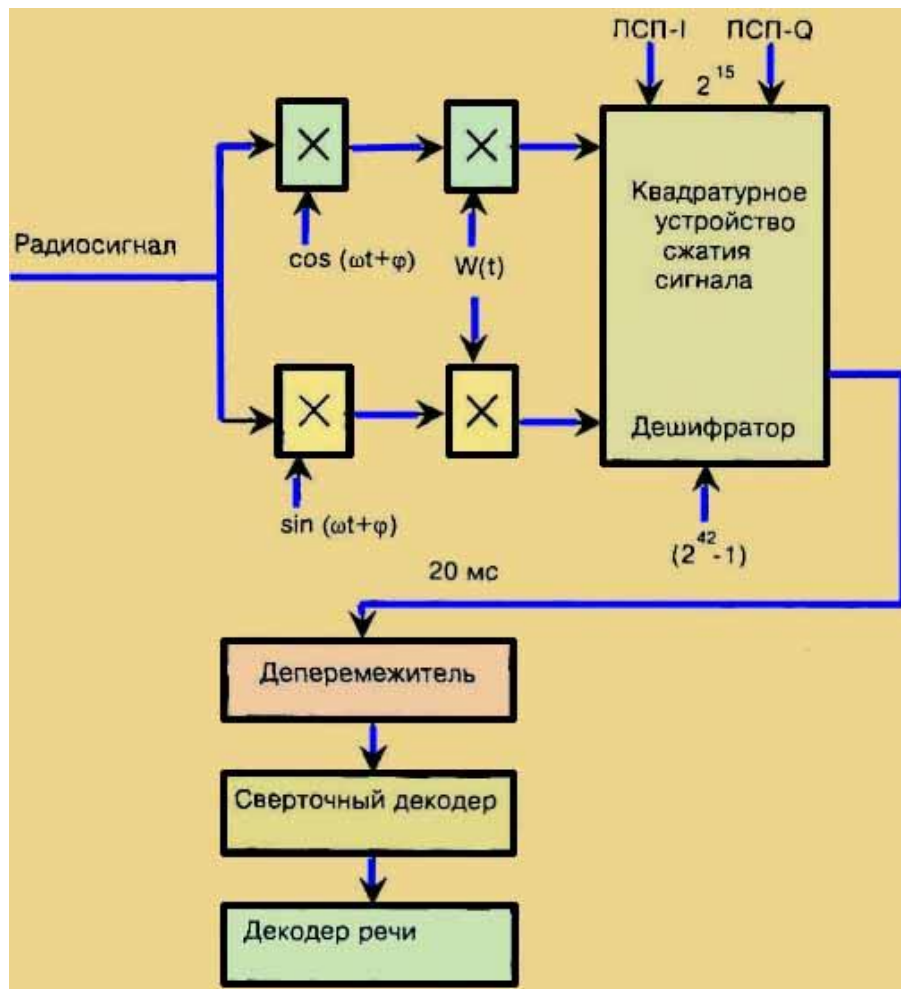 ПСП-I ПСП-Q
2^15
Радиосигнал
cos (ωt+φ)
W(t)
Квадратурное
устройство
сжатия
сигнала
Дешифратор
sin (ωt+φ)
(2^42-1)
20 мс
Деперемежитель
Сверточный декодер
Декодер речи